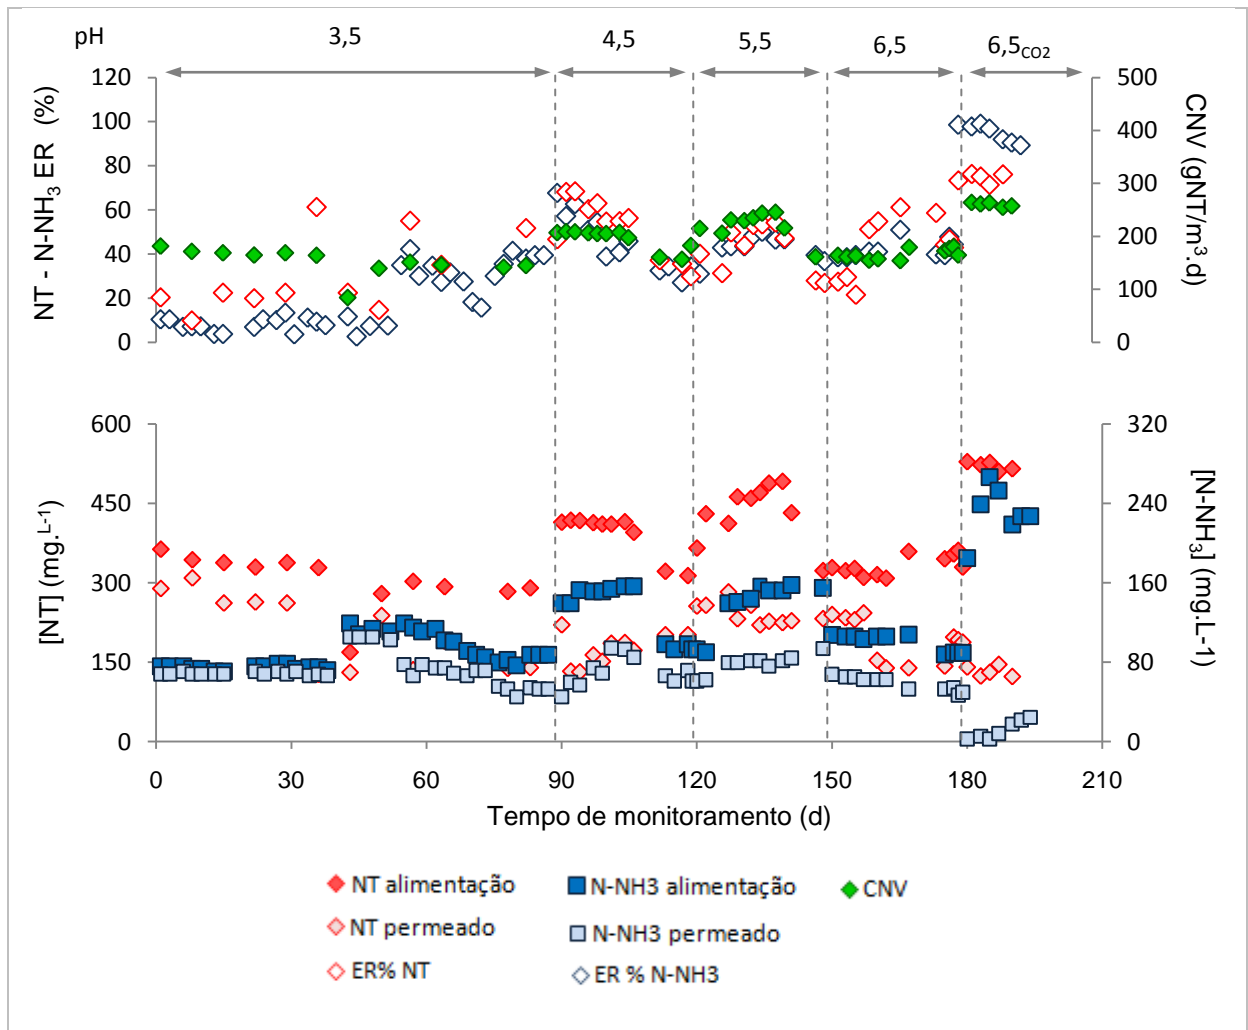 pH 3,5 4,5 5,5 6,5 6,5CO2
NT - N-NH3 ER (%)
120
100
80
60
40
20
0
CNV (gNT/m3.d)
500
400
300
200
100
0
[NT] (mg.L-1)
600
450
300
150
0
[N-NH3] (mg.L-1)
320
240
160
80
0
0 30 60 90 120 150 180 210
Tempo de monitoramento (d)
NT alimentação N-NH3 alimentação CNV
NT permeado N-NH3 permeado
ER% NT ER % N-NH3